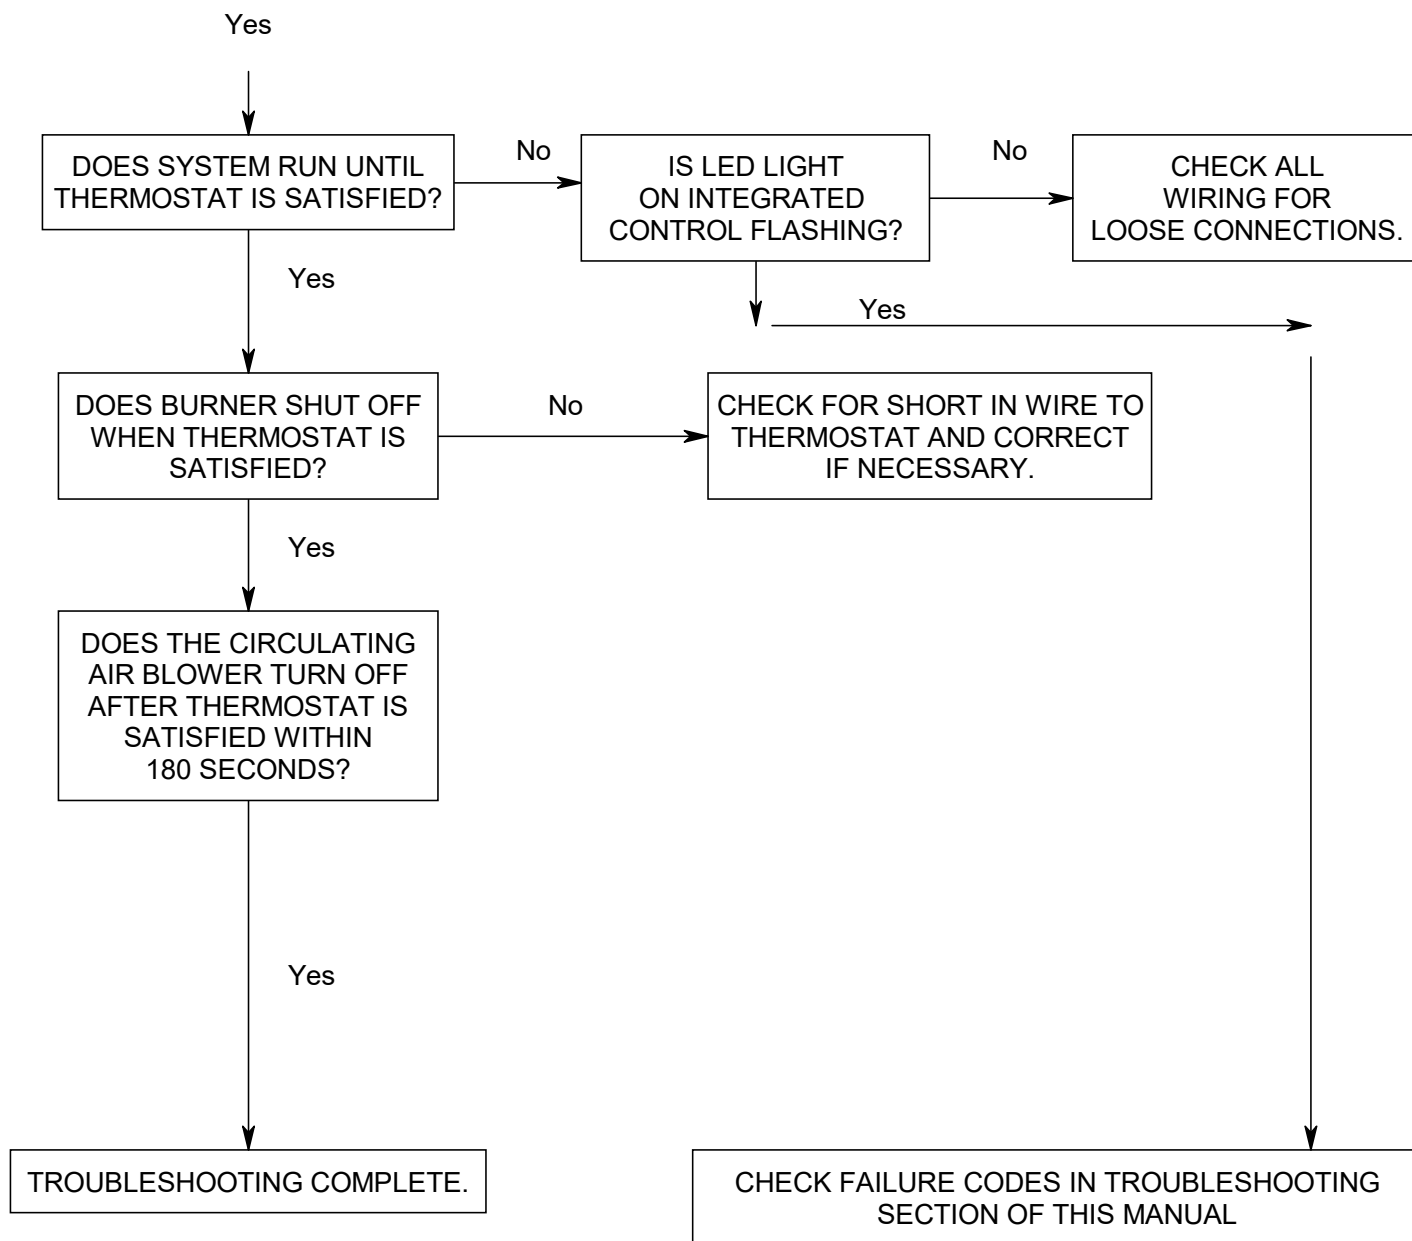 Yes
DOES SYSTEM RUN UNTIL
THERMOSTAT IS SATISFIED?
No
IS LED LIGHT
ON INTEGRATED
CONTROL FLASHING?
No
CHECK ALL
WIRING FOR
LOOSE CONNECTIONS.
Yes
Yes
DOES BURNER SHUT OFF
WHEN THERMOSTAT IS
SATISFIED?
No
CHECK FOR SHORT IN WIRE TO
THERMOSTAT AND CORRECT
IF NECESSARY.
Yes
DOES THE CIRCULATING
AIR BLOWER TURN OFF
AFTER THERMOSTAT IS
SATISFIED WITHIN
180 SECONDS?
Yes
TROUBLESHOOTING COMPLETE.
CHECK FAILURE CODES IN TROUBLESHOOTING
SECTION OF THIS MANUAL